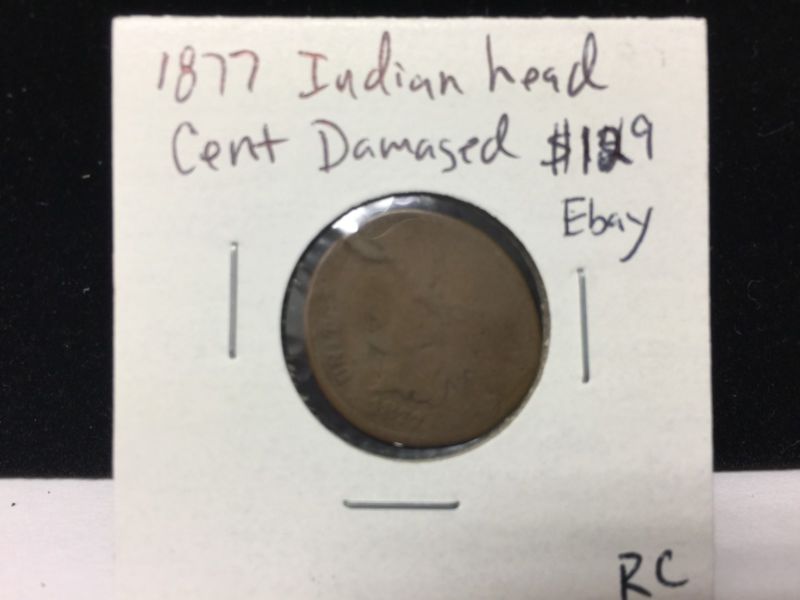 1877 Indian head
Cent Damaged
Ebay
RC